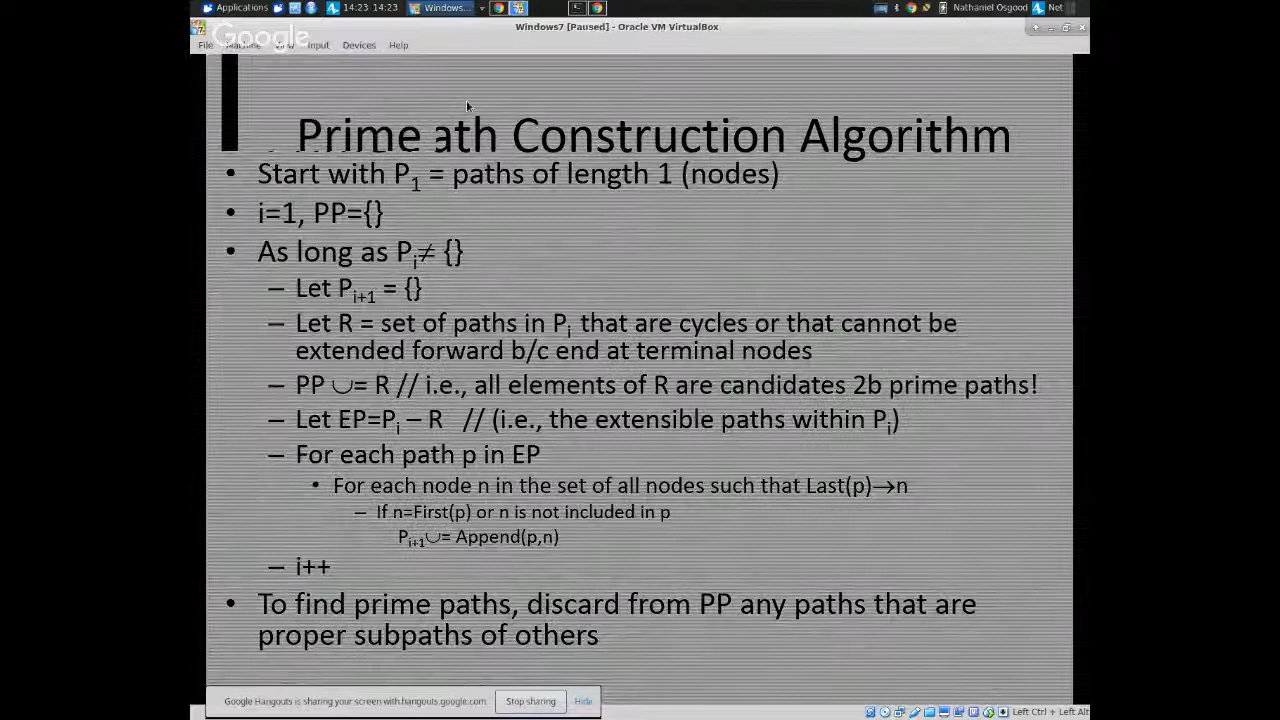 Applications 14:23 14:23 Windows... Nathaniel Osgood Net
Windows7 [Paused] - Oracle VM VirtualBox
Google
File Machine View Input Devices Help
Prime ath Construction Algorithm
• Start with P1 = paths of length 1 (nodes)
• i=1, PP={}
• As long as Pi≠ {}
– Let Pi+1 = {}
– Let R = set of paths in Pi that are cycles or that cannot be
extended forward b/c end at terminal nodes
– PP ∪= R // i.e., all elements of R are candidates 2b prime paths!
– Let EP=Pi – R // (i.e., the extensible paths within Pi)
– For each path p in EP
• For each node n in the set of all nodes such that Last(p)→n
– If n=First(p) or n is not included in p
Pi+1∪= Append(p,n)
– i++
• To find prime paths, discard from PP any paths that are
proper subpaths of others
Google Hangouts is sharing your screen with hangouts.google.com. Stop sharing Hide
Left Ctrl + Left Alt